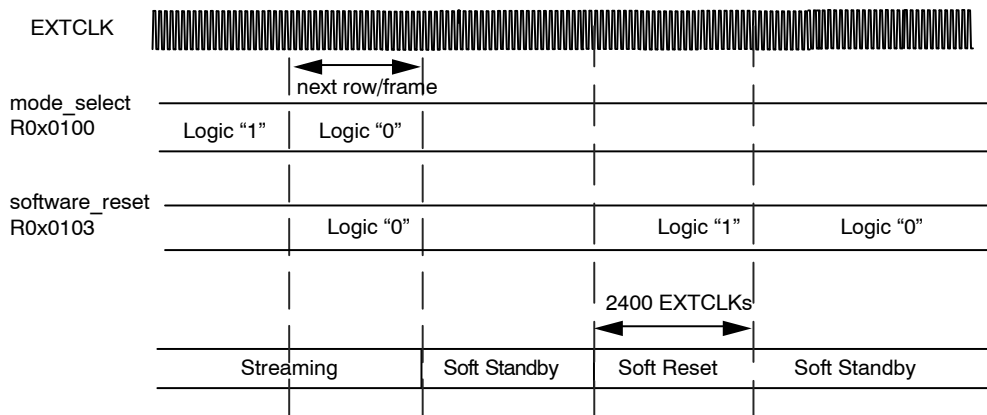 EXTCLK
next row/frame
mode_select
R0x0100
Logic “1” Logic “0”
software_reset
R0x0103
Logic “0” Logic “1” Logic “0”
2400 EXTCLKs
Streaming Soft Standby Soft Reset Soft Standby